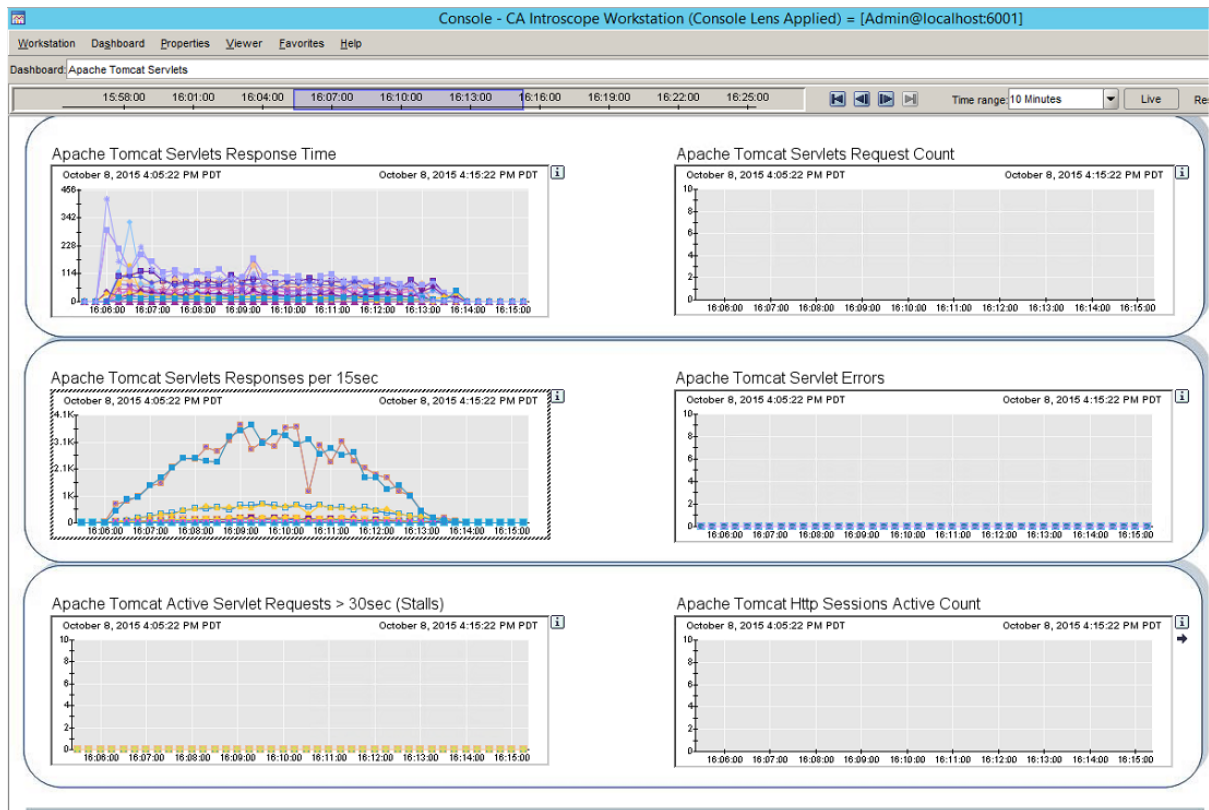 Console - CA Introscope Workstation (Console Lens Applied) = [Admin@localhost:6001]
Workstation Dashboard Properties Viewer Favorites Help
Dashboard: Apache Tomcat Servlets
15:58:00 16:01:00 16:04:00 16:07:00 16:10:00 16:13:00 16:16:00 16:19:00 16:22:00 16:25:00 Time range: 10 Minutes Live Re
Apache Tomcat Servlets Response Time
October 8, 2015 4:05:22 PM PDT October 8, 2015 4:15:22 PM PDT
456
342
228
114
0
16:06:00 16:07:00 16:08:00 16:09:00 16:10:00 16:11:00 16:12:00 16:13:00 16:14:00 16:15:00
Apache Tomcat Servlets Request Count
October 8, 2015 4:05:22 PM PDT October 8, 2015 4:15:22 PM PDT
10
8
6
4
2
0
16:06:00 16:07:00 16:08:00 16:09:00 16:10:00 16:11:00 16:12:00 16:13:00 16:14:00 16:15:00
Apache Tomcat Servlets Responses per 15sec
October 8, 2015 4:05:22 PM PDT October 8, 2015 4:15:22 PM PDT
4.1K
3.1K
2.1K
1K
0
16:06:00 16:07:00 16:08:00 16:09:00 16:10:00 16:11:00 16:12:00 16:13:00 16:14:00 16:15:00
Apache Tomcat Servlet Errors
October 8, 2015 4:05:22 PM PDT October 8, 2015 4:15:22 PM PDT
10
8
6
4
2
0
16:06:00 16:07:00 16:08:00 16:09:00 16:10:00 16:11:00 16:12:00 16:13:00 16:14:00 16:15:00
Apache Tomcat Active Servlet Requests > 30sec (Stalls)
October 8, 2015 4:05:22 PM PDT October 8, 2015 4:15:22 PM PDT
10
8
6
4
2
0
16:06:00 16:07:00 16:08:00 16:09:00 16:10:00 16:11:00 16:12:00 16:13:00 16:14:00 16:15:00
Apache Tomcat Http Sessions Active Count
October 8, 2015 4:05:22 PM PDT October 8, 2015 4:15:22 PM PDT
10
8
6
4
2
0
16:06:00 16:07:00 16:08:00 16:09:00 16:10:00 16:11:00 16:12:00 16:13:00 16:14:00 16:15:00